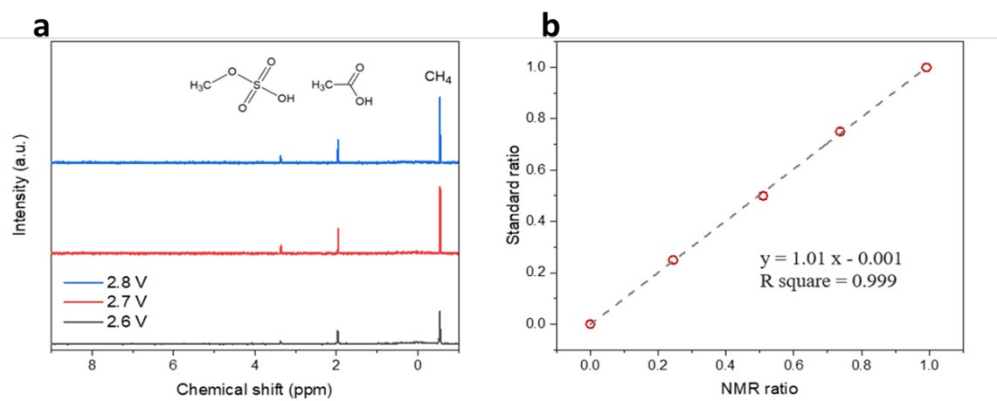 a
O
O
H₃C
S
OH
O
H₃C
O
OH
CH₄
Intensity (a.u.)
2.8 V
2.7 V
2.6 V
8 6 4 2 0
Chemical shift (ppm)
b
Standard ratio
1.0
0.8
0.6
0.4
0.2
0.0
y = 1.01 x - 0.001
R square = 0.999
0.0 0.2 0.4 0.6 0.8 1.0
NMR ratio